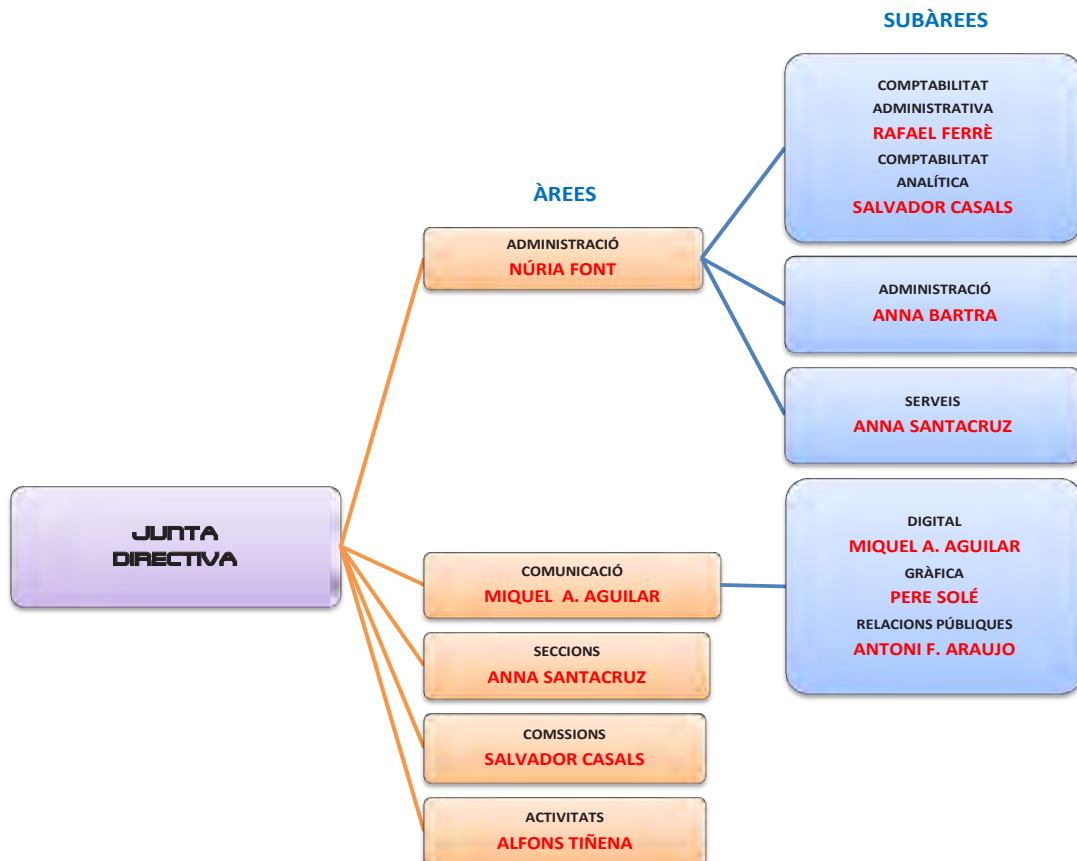 SUBÀREES
COMPTABILITAT
ADMINISTRATIVA
RAFAEL FERRÈ
COMPTABILITAT
ANALÍTICA
SALVADOR CASALS
ÀREES
ADMINISTRACIÓ
NÚRIA FONT
ADMINISTRACIÓ
ANNA BARTRA
SERVEIS
ANNA SANTACRUZ
JUNTA
DIRECTIVA
COMUNICACIÓ
MIQUEL A. AGUILAR
DIGITAL
MIQUEL A. AGUILAR
GRÀFICA
PERE SOLÉ
RELACIONS PÚBLIQUES
ANTONI F. ARAUJO
SECCIONS
ANNA SANTACRUZ
COMSSIONS
SALVADOR CASALS
ACTIVITATS
ALFONS TIÑENA